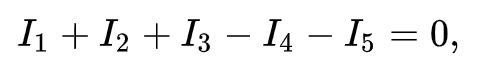 I₁ + I₂ + I₃ − I₄ − I₅ = 0,